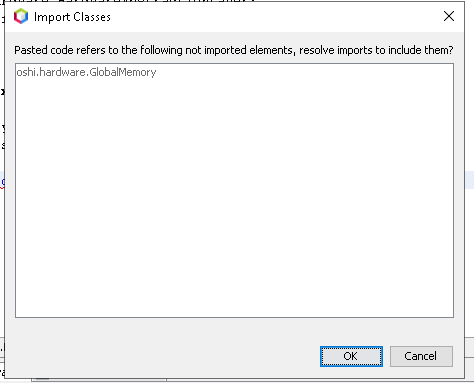 Import Classes
Pasted code refers to the following not imported elements, resolve imports to include them?
oshi.hardware.GlobalMemory
OK
Cancel